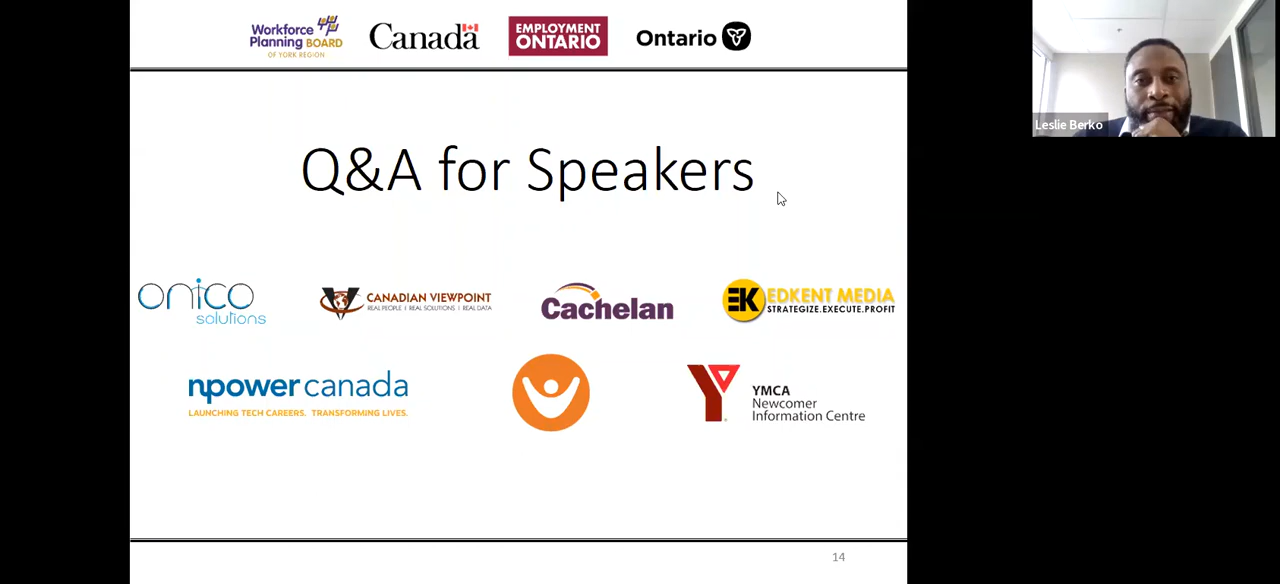 Workforce
Planning BOARD
OF YORK REGION
Canada
EMPLOYMENT
ONTARIO
Ontario
Leslie Berko
Q&A for Speakers
onico
solutions
CANADIAN VIEWPOINT
REAL PEOPLE | REAL SOLUTIONS | REAL DATA
Cachelan
EK EDKENT MEDIA
STRATEGIZE.EXECUTE.PROFIT
npower canada
LAUNCHING TECH CAREERS. TRANSFORMING LIVES.
YMCA
Newcomer
Information Centre
14